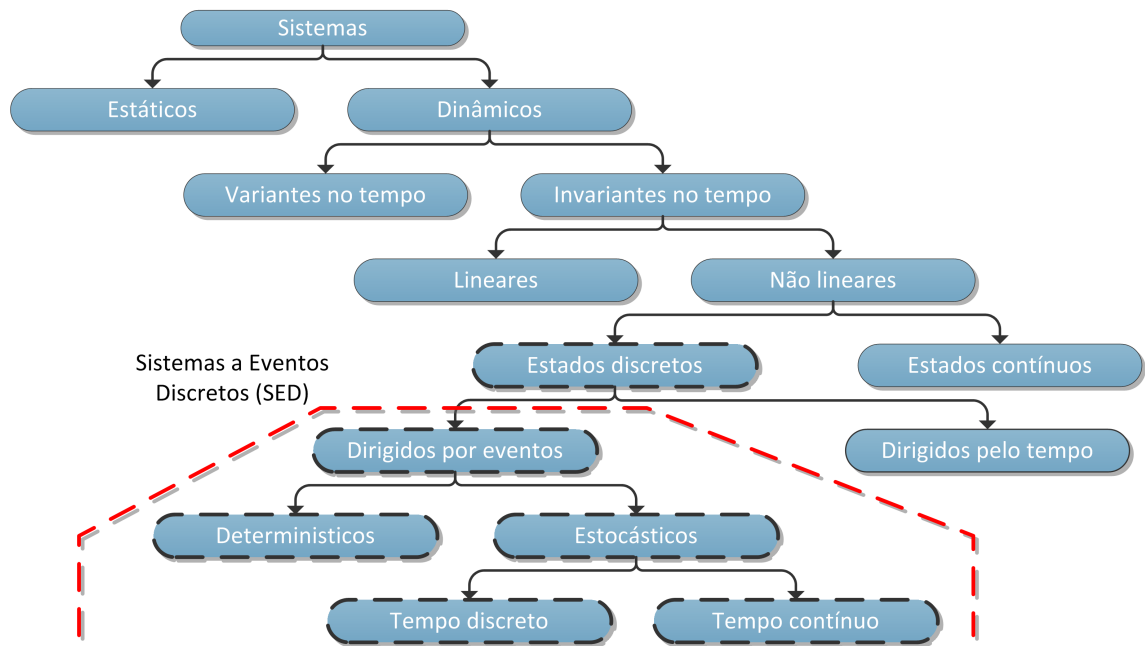 Sistemas
Estáticos
Dinâmicos
Variantes no tempo
Invariantes no tempo
Lineares
Não lineares
Sistemas a Eventos
Discretos (SED)
Estados discretos
Estados contínuos
Dirigidos por eventos
Dirigidos pelo tempo
Deterministicos
Estocásticos
Tempo discreto
Tempo contínuo